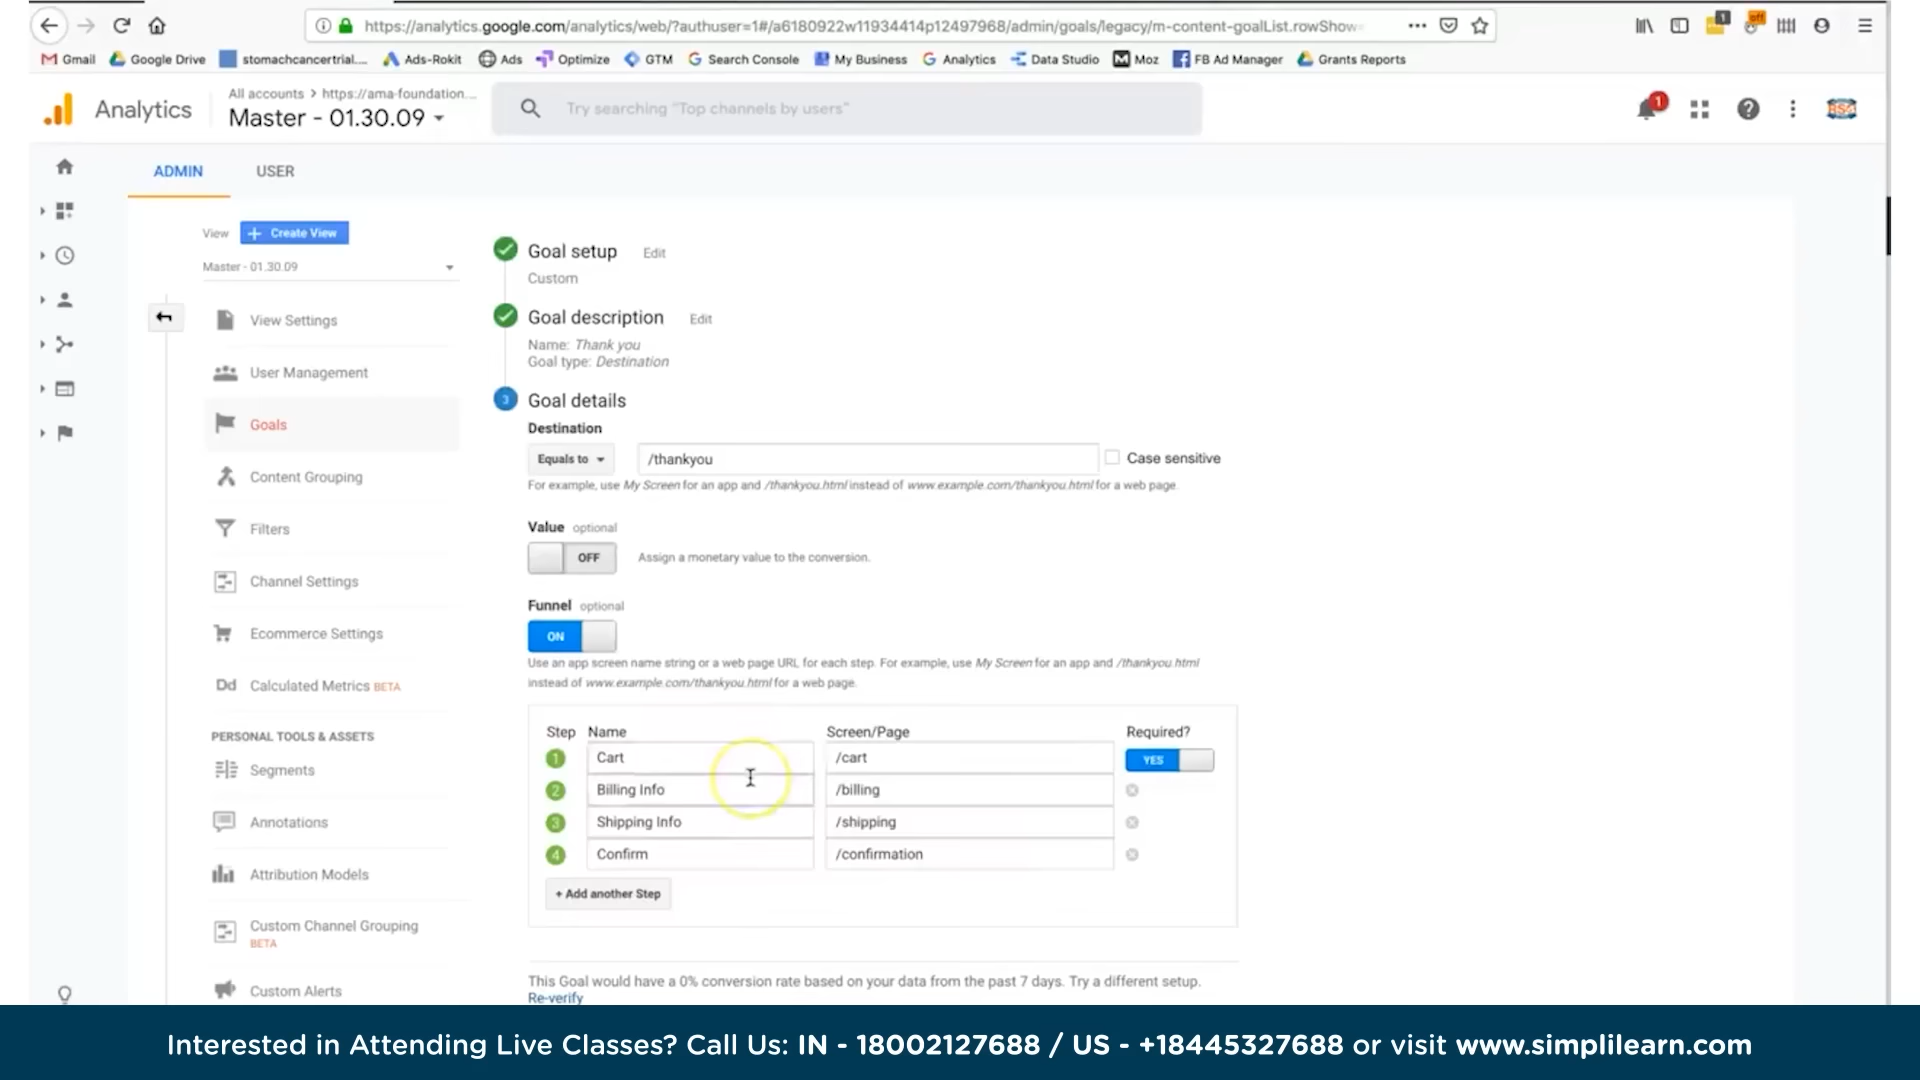 https://analytics.google.com/analytics/web/?authuser=1#/a6180922w11934414p12497968/admin/goals/legacy/m-content-goalList.rowShow
1
off
Gmail Google Drive stomachcancertrial.... Ads-Rokit Ads Optimize GTM Search Console My Business Analytics Data Studio Moz FB Ad Manager Grants Reports
Analytics
All accounts > https://ama-foundation...
Master - 01.30.09
Try searching "Top channels by users"
1
ADMIN USER
View + Create View
Master - 01.30.09
View Settings
User Management
Goals
Content Grouping
Filters
Channel Settings
Ecommerce Settings
Dd Calculated Metrics BETA
PERSONAL TOOLS & ASSETS
Segments
Annotations
Attribution Models
Custom Channel Grouping
BETA
Custom Alerts
Goal setup Edit
Custom
Goal description Edit
Name: Thank you
Goal type: Destination
3 Goal details
Destination
Equals to /thankyou Case sensitive
For example, use My Screen for an app and /thankyou.html instead of www.example.com/thankyou.html for a web page.
Value optional
OFF Assign a monetary value to the conversion.
Funnel optional
ON
Use an app screen name string or a web page URL for each step. For example, use My Screen for an app and /thankyou.html
instead of www.example.com/thankyou.html for a web page.
Step Name Screen/Page Required?
1 Cart /cart YES
2 Billing Info /billing
3 Shipping Info /shipping
4 Confirm /confirmation
+ Add another Step
This Goal would have a 0% conversion rate based on your data from the past 7 days. Try a different setup.
Re-verify
Interested in Attending Live Classes? Call Us: IN - 18002127688 / US - +18445327688 or visit www.simplilearn.com